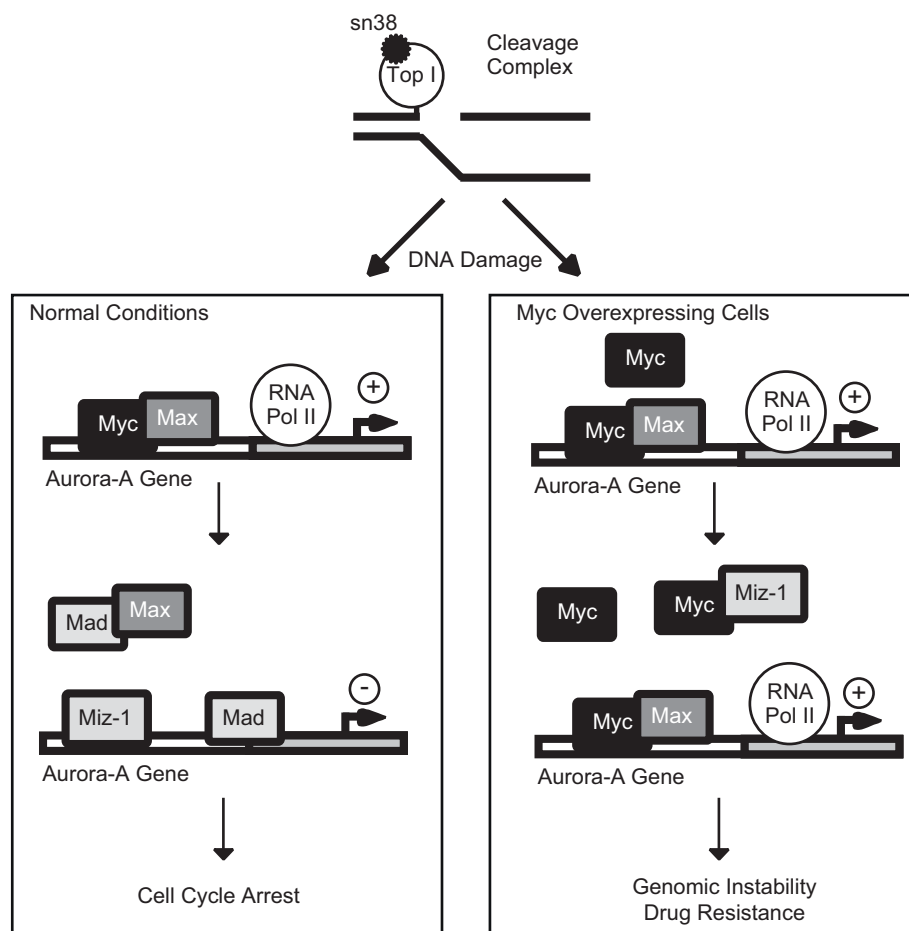 sn38
Top I
Cleavage
Complex
DNA Damage
Normal Conditions
Myc
Max
RNA
Pol II
+
Aurora-A Gene
Mad
Max
Miz-1
Mad
-
Aurora-A Gene
Cell Cycle Arrest
Myc Overexpressing Cells
Myc
Myc
Max
RNA
Pol II
+
Aurora-A Gene
Myc
Myc
Miz-1
Myc
Max
RNA
Pol II
+
Aurora-A Gene
Genomic Instability
Drug Resistance